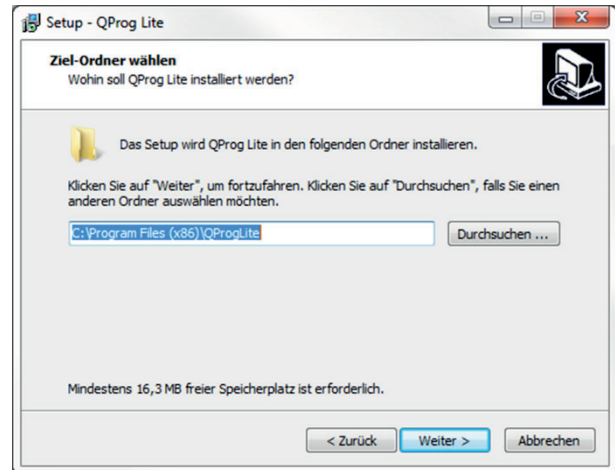 Setup - QProg Lite
Ziel-Ordner wählen
Wohin soll QProg Lite installiert werden?
Das Setup wird QProg Lite in den folgenden Ordner installieren.
Klicken Sie auf "Weiter", um fortzufahren. Klicken Sie auf "Durchsuchen", falls Sie einen
anderen Ordner auswählen möchten.
C:\Program Files (x86)\QProgLite
Durchsuchen ...
Mindestens 16,3 MB freier Speicherplatz ist erforderlich.
< Zurück
Weiter >
Abbrechen